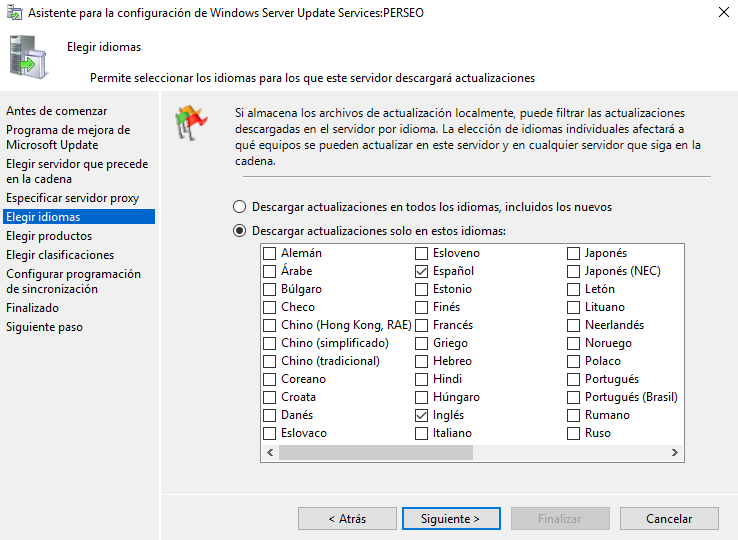 Asistente para la configuración de Windows Server Update Services:PERSEO
Elegir idiomas
Permite seleccionar los idiomas para los que este servidor descargará actualizaciones
Antes de comenzar
Programa de mejora de
Microsoft Update
Elegir servidor que precede
en la cadena
Especificar servidor proxy
Elegir idiomas
Elegir productos
Elegir clasificaciones
Configurar programación
de sincronización
Finalizado
Siguiente paso
Si almacena los archivos de actualización localmente, puede filtrar las actualizaciones
descargadas en el servidor por idioma. La elección de idiomas individuales afectará a
qué equipos se pueden actualizar en este servidor y en cualquier servidor que siga en la
cadena.
Descargar actualizaciones en todos los idiomas, incluidos los nuevos
Descargar actualizaciones solo en estos idiomas:
Alemán
Árabe
Búlgaro
Checo
Chino (Hong Kong, RAE)
Chino (simplificado)
Chino (tradicional)
Coreano
Croata
Danés
Eslovaco
Esloveno
Español
Estonio
Finés
Francés
Griego
Hebreo
Hindi
Húngaro
Inglés
Italiano
Japonés
Japonés (NEC)
Letón
Lituano
Neerlandés
Noruego
Polaco
Portugués
Portugués (Brasil)
Rumano
Ruso
< Atrás
Siguiente >
Finalizar
Cancelar